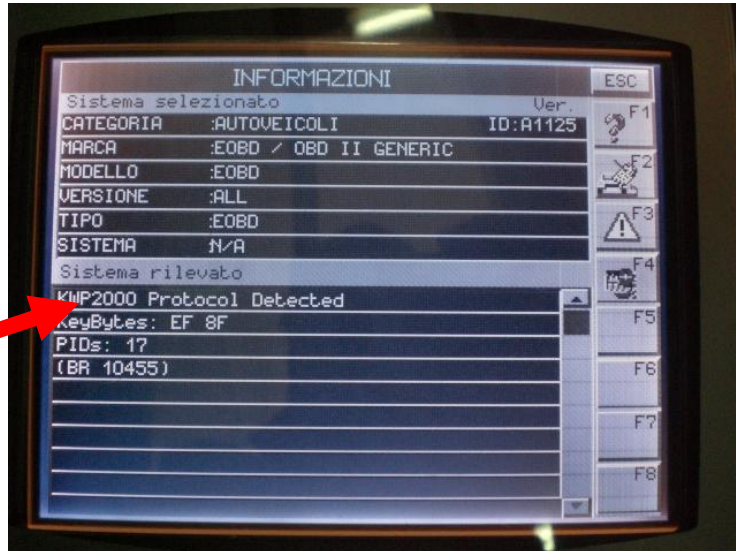 INFORMAZIONI
ESC
Sistema selezionato Ver.
CATEGORIA :AUTOVEICOLI ID:A1125
F1
MARCA :EOBD / OBD II GENERIC
MODELLO :EOBD
F2
VERSIONE :ALL
TIPO :EOBD
F3
SISTEMA :N/A
Sistema rilevato
F4
KWP2000 Protocol Detected
KeyBytes: EF 8F
F5
PIDs: 17
(BR 10455)
F6
F7
F8